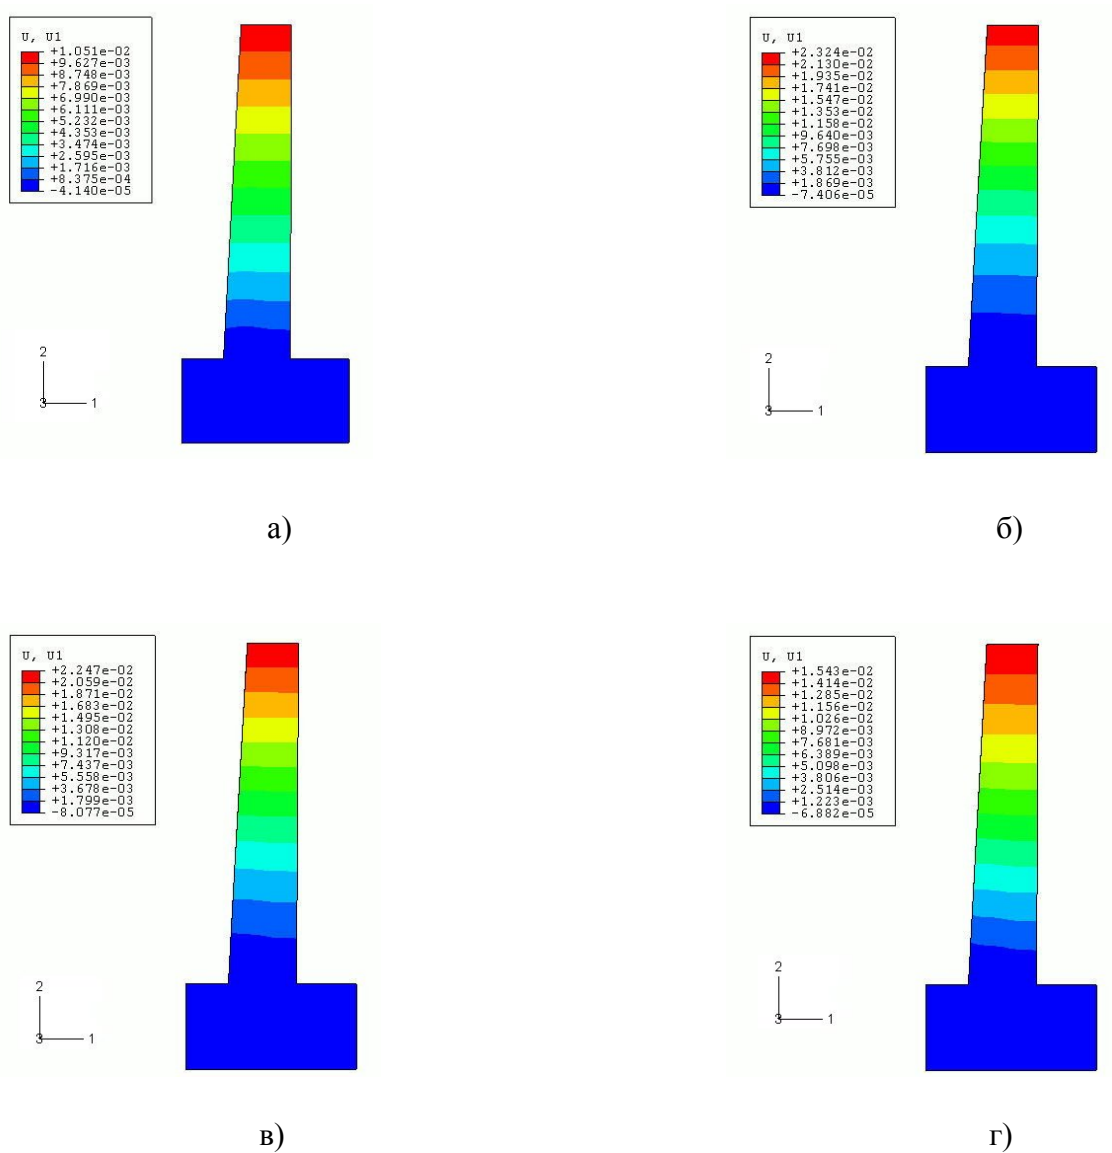 U, U1
+1.051e-02
+9.627e-03
+8.748e-03
+7.869e-03
+6.990e-03
+6.111e-03
+5.232e-03
+4.353e-03
+3.474e-03
+2.595e-03
+1.716e-03
+8.375e-04
-4.140e-05
2
3
1
а)
U, U1
+2.324e-02
+2.130e-02
+1.935e-02
+1.741e-02
+1.547e-02
+1.353e-02
+1.158e-02
+9.640e-03
+7.698e-03
+5.755e-03
+3.812e-03
+1.869e-03
-7.406e-05
2
3
1
б)
U, U1
+2.247e-02
+2.059e-02
+1.871e-02
+1.683e-02
+1.495e-02
+1.308e-02
+1.120e-02
+9.317e-03
+7.437e-03
+5.558e-03
+3.678e-03
+1.799e-03
-8.077e-05
2
3
1
в)
U, U1
+1.543e-02
+1.414e-02
+1.285e-02
+1.156e-02
+1.026e-02
+8.972e-03
+7.681e-03
+6.389e-03
+5.098e-03
+3.806e-03
+2.514e-03
+1.223e-03
-6.882e-05
2
3
1
г)